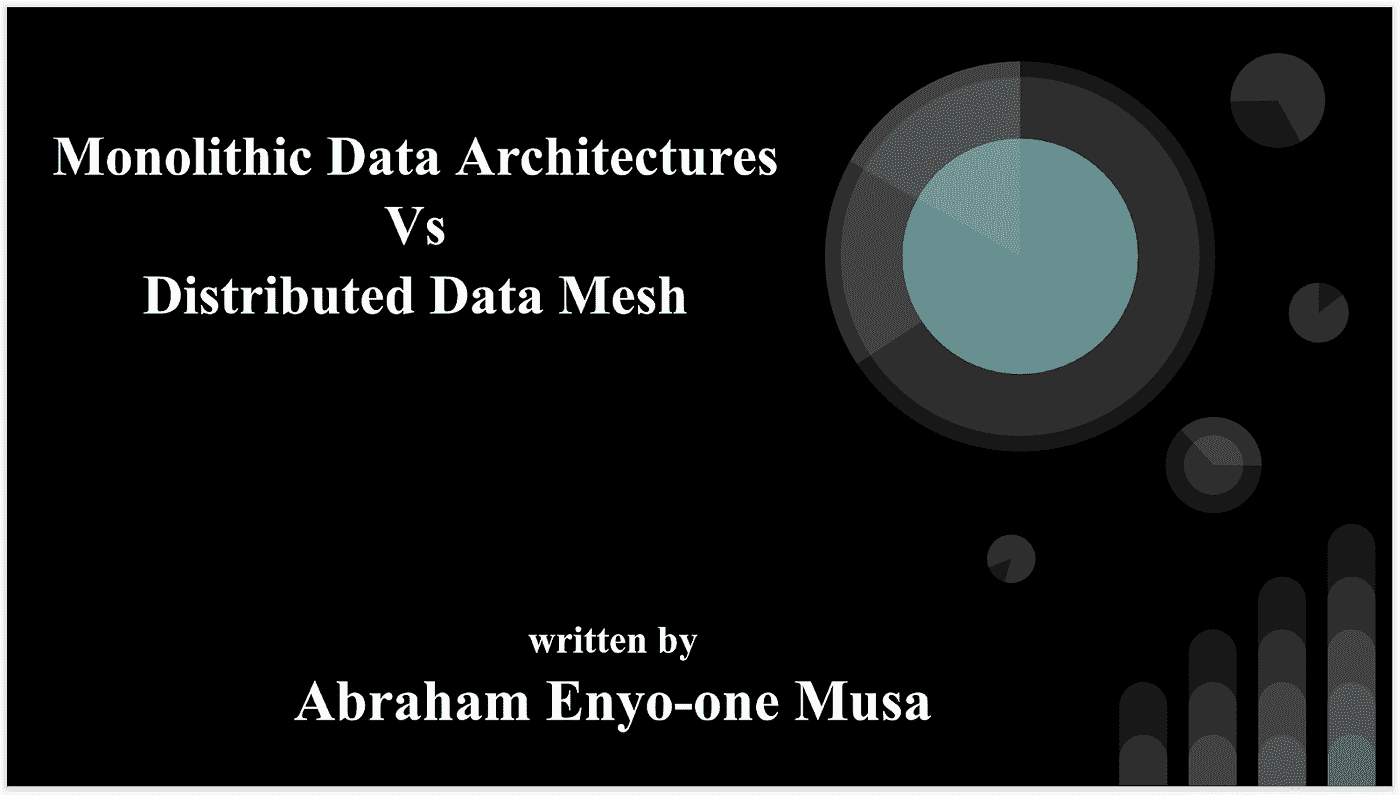 Monolithic Data Architectures
Vs
Distributed Data Mesh
written by
Abraham Enyo-one Musa